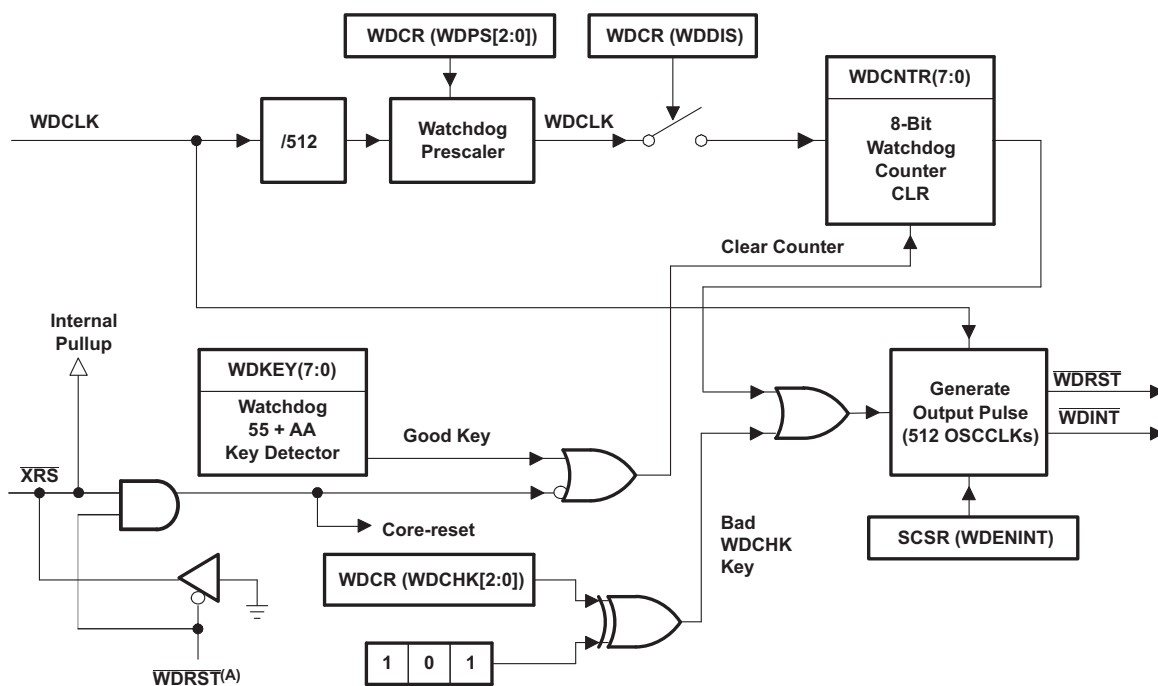 WDCR (WDPS[2:0])
WDCR (WDDIS)
WDCNTR(7:0)
WDCLK
/512
Watchdog
Prescaler
WDCLK
8-Bit
Watchdog
Counter
CLR
Clear Counter
Internal
Pullup
WDKEY(7:0)
Watchdog
55 + AA
Key Detector
Good Key
Generate
Output Pulse
(512 OSCCLKs)
WDRST
WDINT
XRS
Core-reset
Bad
WDCHK
Key
SCSR (WDENINT)
WDCR (WDCHK[2:0])
1 0 1
WDRST(A)